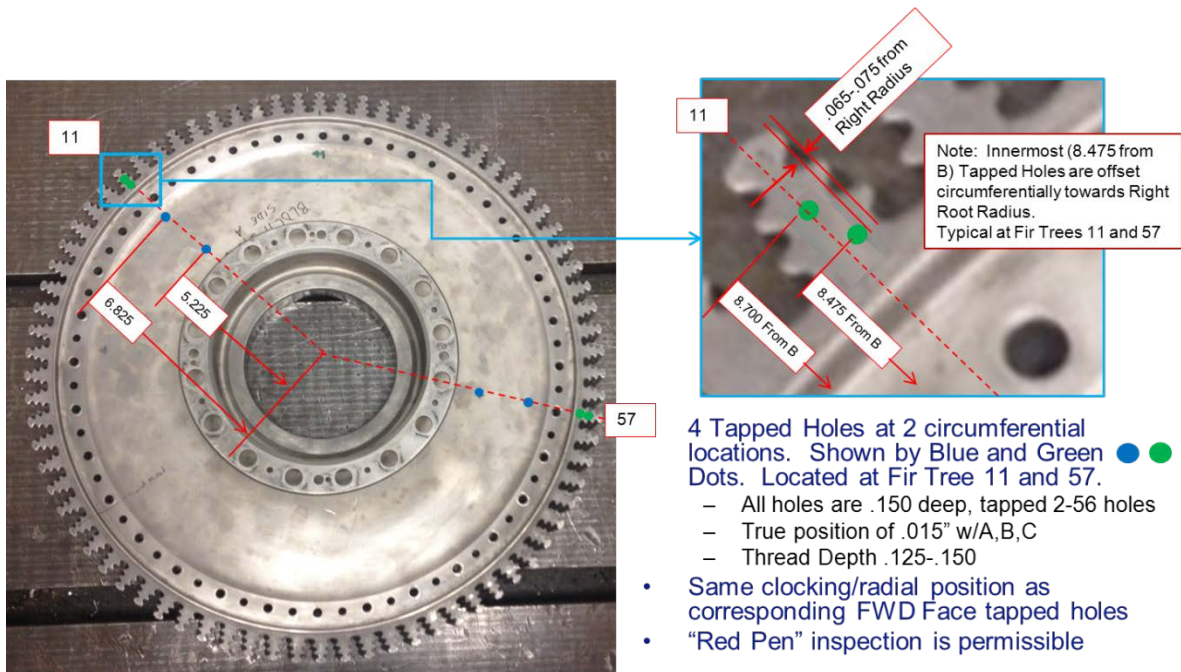 11
6.825
5.225
57
11
.065-.075 from
Right Radius
8.700 From B
8.475 From B
Note: Innermost (8.475 from
B) Tapped Holes are offset
circumferentially towards Right
Root Radius.
Typical at Fir Trees 11 and 57
4 Tapped Holes at 2 circumferential
locations. Shown by Blue and Green
Dots. Located at Fir Tree 11 and 57.
– All holes are .150 deep, tapped 2-56 holes
– True position of .015” w/A,B,C
– Thread Depth .125-.150
• Same clocking/radial position as
corresponding FWD Face tapped holes
• “Red Pen” inspection is permissible